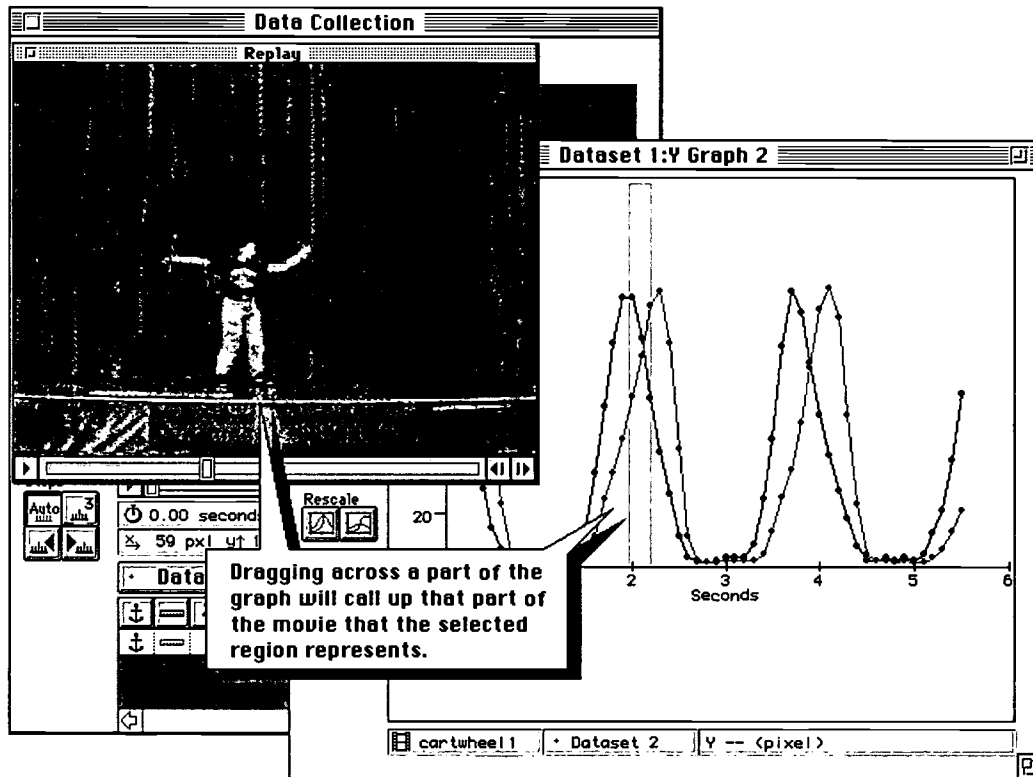 Data Collection
Replay
Dataset 1:Y Graph 2
Auto
3
0.00 seconds
59 pxl y↑ 1
Data
Rescale
20
2
3
4
5
6
Seconds
Dragging across a part of the
graph will call up that part of
the movie that the selected
region represents.
cartwheel1
Dataset 2
Y -- (pixel)